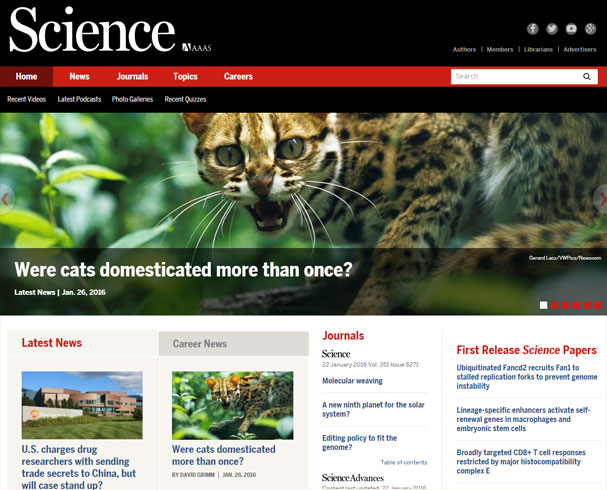 Science
AAAS
Authors | Members | Librarians | Advertisers
Home News Journals Topics Careers
Search
Recent Videos Latest Podcasts Photo Galleries Recent Quizzes
Gerard Lacz/VWPics/Newscom
Were cats domesticated more than once?
Latest News | Jan. 26, 2016
Latest News
Career News
U.S. charges drug
researchers with sending
trade secrets to China, but
will case stand up?
Were cats domesticated
more than once?
BY DAVID GRIMM | JAN. 26, 2016
Journals
Science
22 January 2016 Vol. 351 Issue 6271
Molecular weaving
A new ninth planet for the solar
system?
Editing policy to fit the
genome?
Table of contents
Science Advances
Content last updated: 22 January 2016
First Release Science Papers
Ubiquitinated Fancd2 recruits Fan1 to
stalled replication forks to prevent genome
instability
Lineage-specific enhancers activate self-
renewal genes in macrophages and
embryonic stem cells
Broadly targeted CD8+ T cell responses
restricted by major histocompatibility
complex E